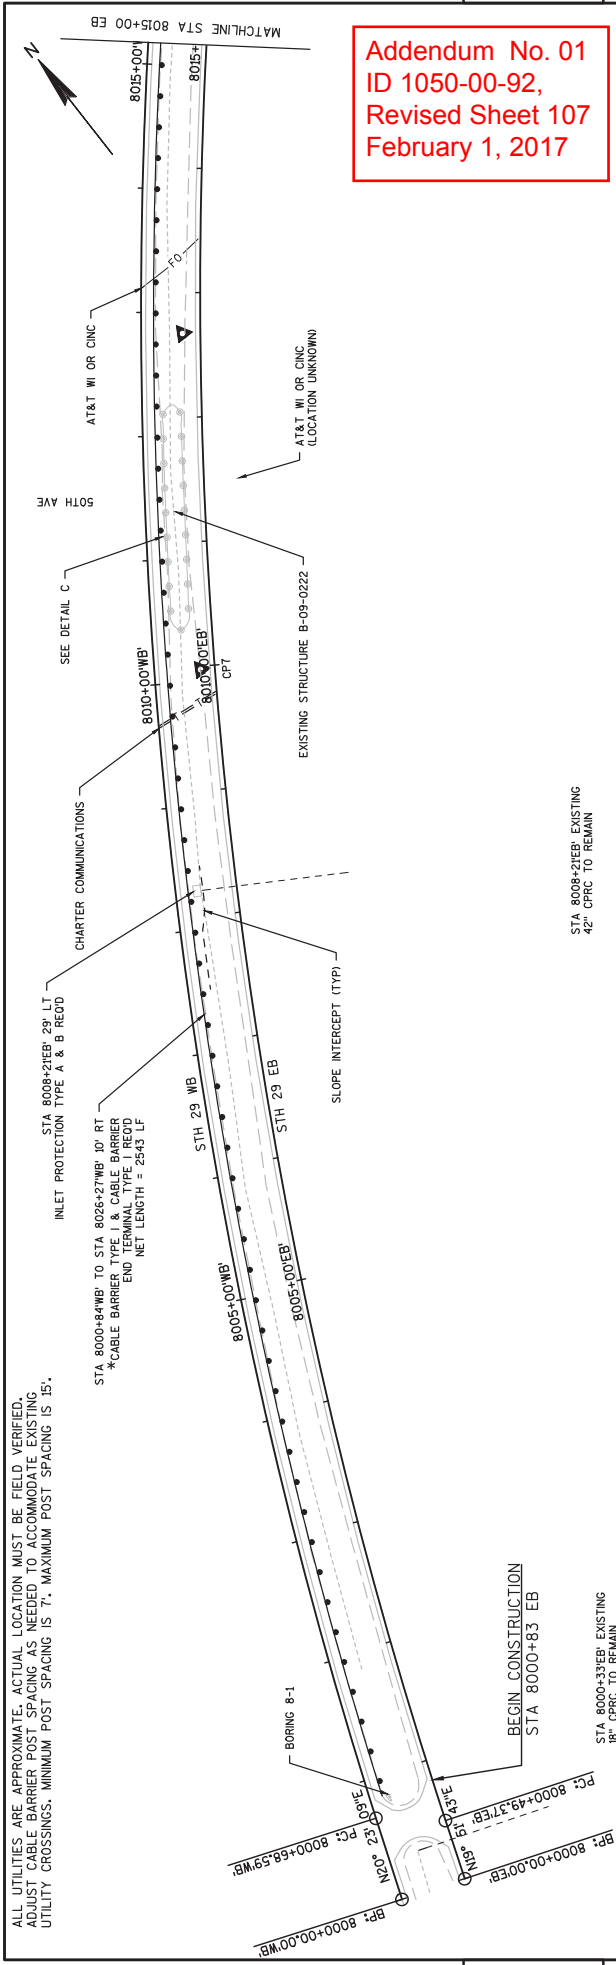 Addendum No. 01
ID 1050-00-92,
Revised Sheet 107
February 1, 2017
MATCHLINE STA 8015+00 EB
N
8015+00'
8015+
FO
AT&T WI OR CINC
AT&T WI OR CINC
(LOCATION UNKNOWN)
50TH AVE
SEE DETAIL C
EXISTING STRUCTURE B-09-0222
8010+00'WB'
8010+00'EB'
CP7
CHARTER COMMUNICATIONS
STA 8008+21'EB' EXISTING
42" CPRC TO REMAIN
STA 8008+21'EB' 29' LT
INLET PROTECTION TYPE A & B REQ'D
SLOPE INTERCEPT (TYP)
STA 8000+84'WB' TO STA 8026+27'WB' 10' RT
*CABLE BARRIER TYPE 1 & CABLE BARRIER
END TERMINAL TYPE 1 REQ'D
NET LENGTH = 2543 LF
STH 29 WB
STH 29 EB
8005+00'WB'
8005+00'EB'
ALL UTILITIES ARE APPROXIMATE. ACTUAL LOCATION MUST BE FIELD VERIFIED.
ADJUST CABLE BARRIER POST SPACING AS NEEDED TO ACCOMMODATE EXISTING
UTILITY CROSSINGS. MINIMUM POST SPACING IS 7'. MAXIMUM POST SPACING IS 15'.
BORING 8-1
BEGIN CONSTRUCTION
STA 8000+83 EB
STA 8000+33'EB' EXISTING
18" CPRC TO REMAIN
PC: 8000+68.59'WB'
N20° 23' 09"E
BP: 8000+00.00'WB'
PC: 8000+49.37'EB'
N19° 51' 43"E
BP: 8000+00.00'EB'